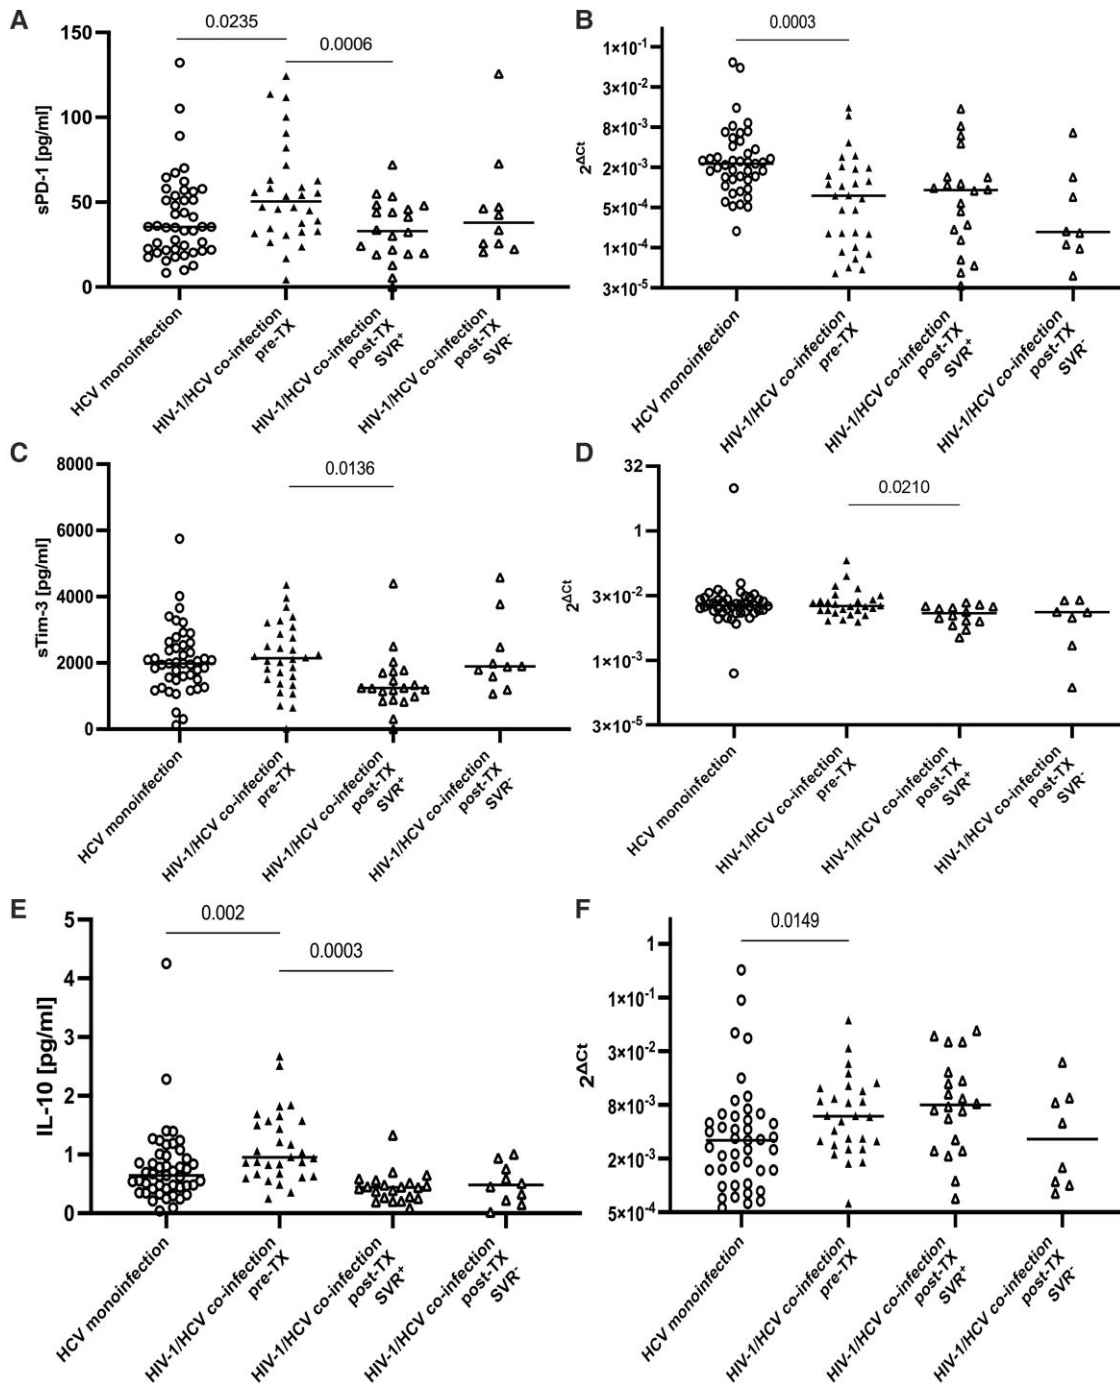 A
0.0235
0.0006
sPD-1 [pg/ml]
150
100
50
0
HCV monoinfection
HIV-1/HCV co-infection
pre-TX
HIV-1/HCV co-infection
post-TX
SVR⁺
HIV-1/HCV co-infection
post-TX
SVR⁻
B
0.0003
2^ΔCt
1×10⁻¹
3×10⁻²
8×10⁻³
2×10⁻³
5×10⁻⁴
1×10⁻⁴
3×10⁻⁵
HCV monoinfection
HIV-1/HCV co-infection
pre-TX
HIV-1/HCV co-infection
post-TX
SVR⁺
HIV-1/HCV co-infection
post-TX
SVR⁻
C
0.0136
sTim-3 [pg/ml]
8000
6000
4000
2000
0
HCV monoinfection
HIV-1/HCV co-infection
pre-TX
HIV-1/HCV co-infection
post-TX
SVR⁺
HIV-1/HCV co-infection
post-TX
SVR⁻
D
0.0210
2^ΔCt
32
1
3×10⁻²
1×10⁻³
3×10⁻⁵
HCV monoinfection
HIV-1/HCV co-infection
pre-TX
HIV-1/HCV co-infection
post-TX
SVR⁺
HIV-1/HCV co-infection
post-TX
SVR⁻
E
0.002
0.0003
IL-10 [pg/ml]
5
4
3
2
1
0
HCV monoinfection
HIV-1/HCV co-infection
pre-TX
HIV-1/HCV co-infection
post-TX
SVR⁺
HIV-1/HCV co-infection
post-TX
SVR⁻
F
0.0149
2^ΔCt
1
1×10⁻¹
3×10⁻²
8×10⁻³
2×10⁻³
5×10⁻⁴
HCV monoinfection
HIV-1/HCV co-infection
pre-TX
HIV-1/HCV co-infection
post-TX
SVR⁺
HIV-1/HCV co-infection
post-TX
SVR⁻